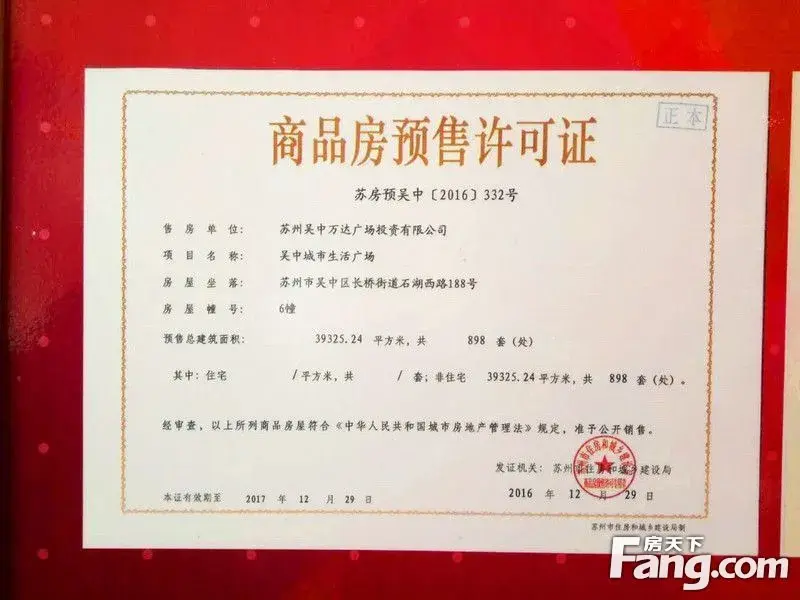 正本
商品房预售许可证
苏房预吴中〔2016〕332号
售房单位： 苏州吴中万达广场投资有限公司
项目名称： 吴中城市生活广场
房屋坐落： 苏州市吴中区长桥街道石湖西路188号
房屋幢号： 6幢
预售总建筑面积： 39325.24 平方米，共 898 套（处）
其中：住宅 /平方米，共 / 套；非住宅 39325.24平方米，共 898 套（处）。
经审查，以上所列商品房屋符合《中华人民共和国城市房地产管理法》规定，准予公开销售。
发证机关：苏州市住房和城乡建设局
本证有效期至 2017 年 12 月 29 日
2016 年 12 月 29 日
苏州市住房和城乡建设局制
房天下
Fang.com